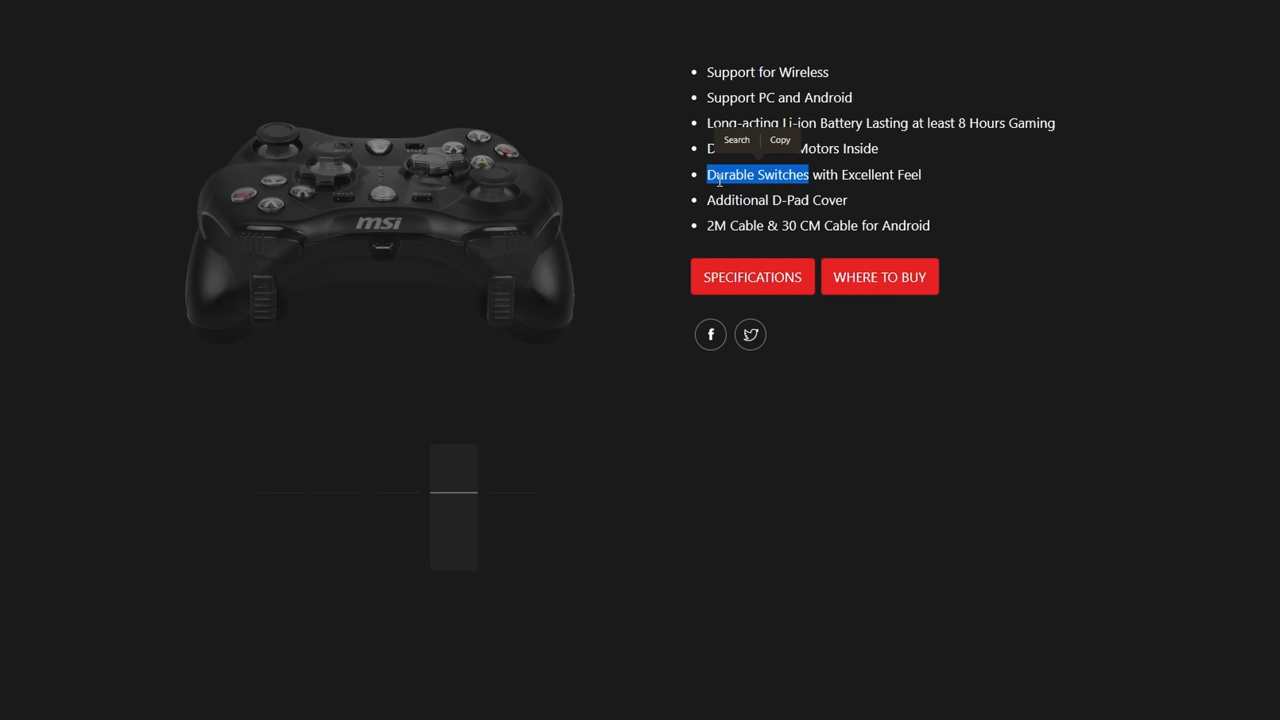 Support for Wireless
Support PC and Android
Long-acting Li-ion Battery Lasting at least 8 Hours Gaming
Search Copy
Motors Inside
Durable Switches with Excellent Feel
Additional D-Pad Cover
msi
2M Cable & 30 CM Cable for Android
SPECIFICATIONS WHERE TO BUY